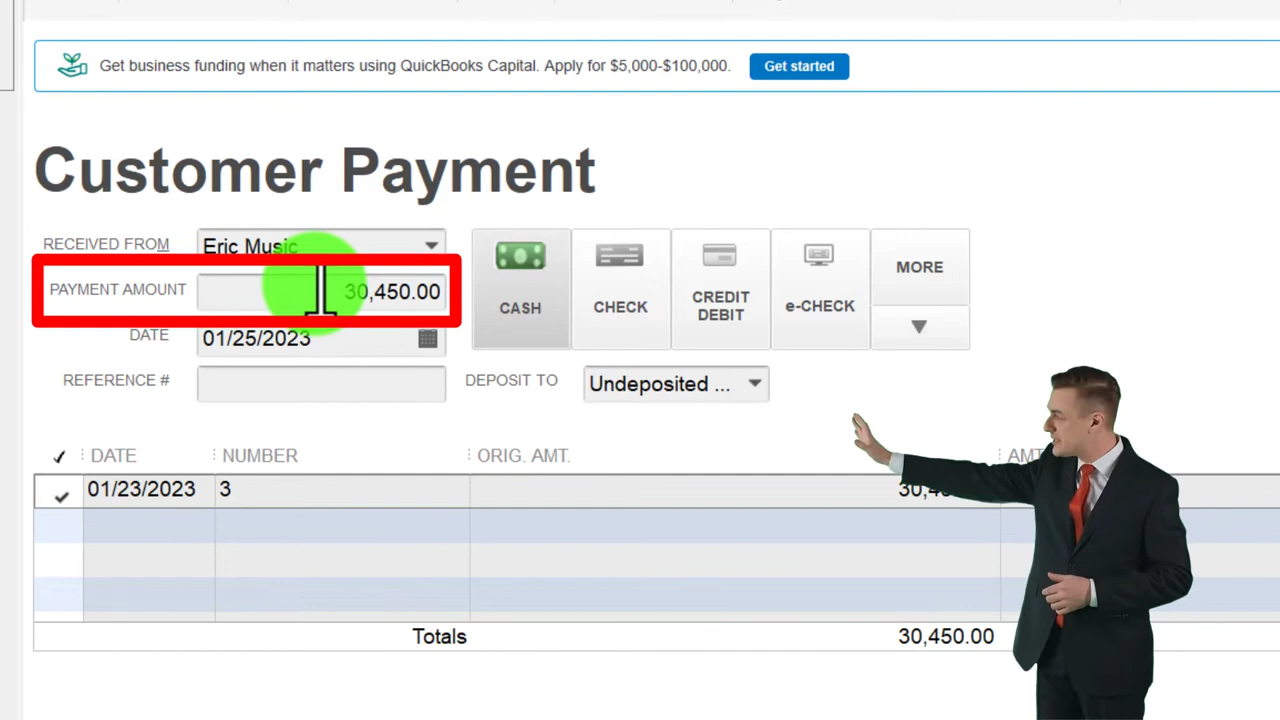 Get business funding when it matters using QuickBooks Capital. Apply for $5,000-$100,000. Get started
Customer Payment
RECEIVED FROM Eric Music
PAYMENT AMOUNT 30,450.00
DATE 01/25/2023
REFERENCE # DEPOSIT TO Undeposited ...
CASH
CHECK
CREDIT
DEBIT
e-CHECK
MORE
DATE NUMBER ORIG. AMT.
01/23/2023 3
Totals 30,450.00